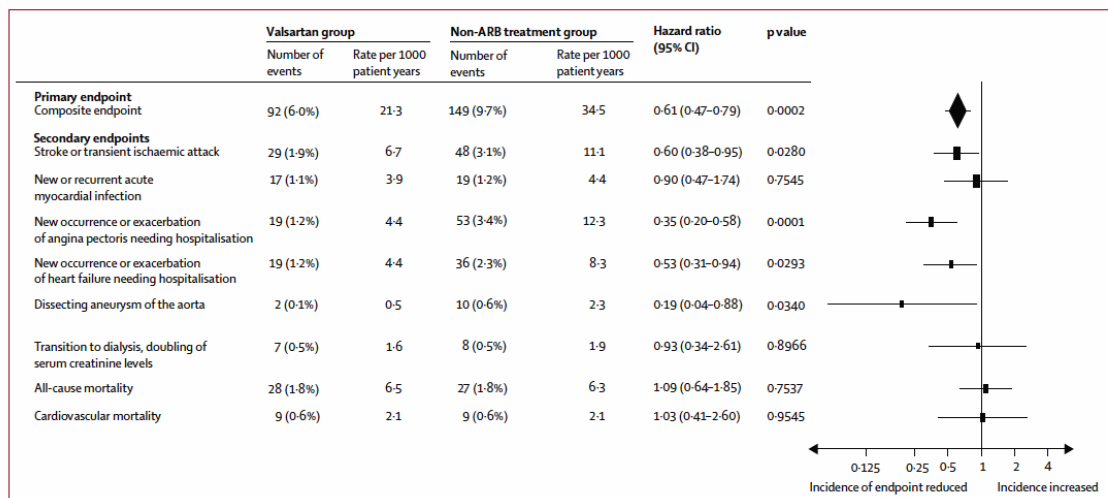 Valsartan group Non-ARB treatment group Hazard ratio (95% CI) p value
Number of events Rate per 1000 patient years Number of events Rate per 1000 patient years
Primary endpoint
Composite endpoint 92 (6·0%) 21·3 149 (9·7%) 34·5 0·61 (0·47–0·79) 0·0002
Secondary endpoints
Stroke or transient ischaemic attack 29 (1·9%) 6·7 48 (3·1%) 11·1 0·60 (0·38–0·95) 0·0280
New or recurrent acute 17 (1·1%) 3·9 19 (1·2%) 4·4 0·90 (0·47–1·74) 0·7545
myocardial infarction
New occurrence or exacerbation 19 (1·2%) 4·4 53 (3·4%) 12·3 0·35 (0·20–0·58) 0·0001
of angina pectoris needing hospitalisation
New occurrence or exacerbation 19 (1·2%) 4·4 36 (2·3%) 8·3 0·53 (0·31–0·94) 0·0293
of heart failure needing hospitalisation
Dissecting aneurysm of the aorta 2 (0·1%) 0·5 10 (0·6%) 2·3 0·19 (0·04–0·88) 0·0340
Transition to dialysis, doubling of 7 (0·5%) 1·6 8 (0·5%) 1·9 0·93 (0·34–2·61) 0·8966
serum creatinine levels
All-cause mortality 28 (1·8%) 6·5 27 (1·8%) 6·3 1·09 (0·64–1·85) 0·7537
Cardiovascular mortality 9 (0·6%) 2·1 9 (0·6%) 2·1 1·03 (0·41–2·60) 0·9545
0·125 0·25 0·5 1 2 4
Incidence of endpoint reduced Incidence increased